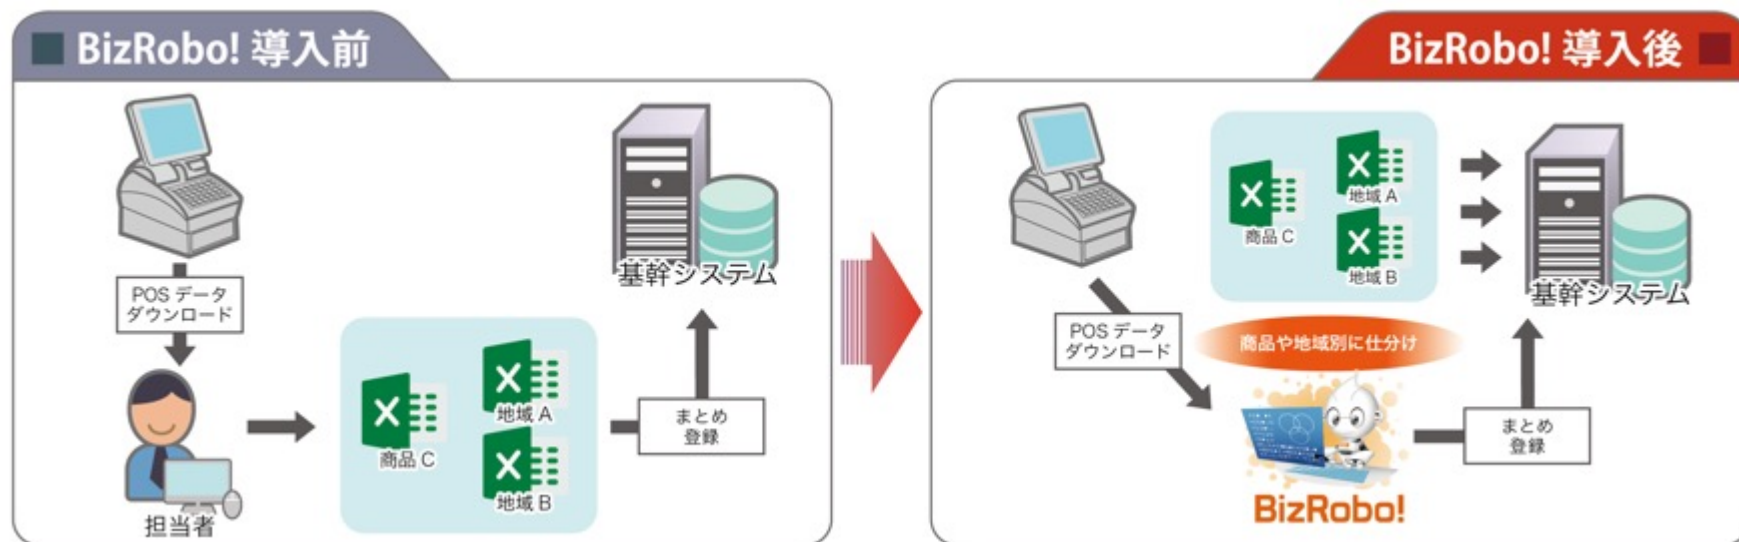 BizRobo! 導入前
POS データ
ダウンロード
担当者
商品 C
地域 A
地域 B
まとめ
登録
基幹システム
BizRobo! 導入後
POS データ
ダウンロード
商品 C
地域 A
地域 B
商品や地域別に仕分け
BizRobo!
まとめ
登録
基幹システム